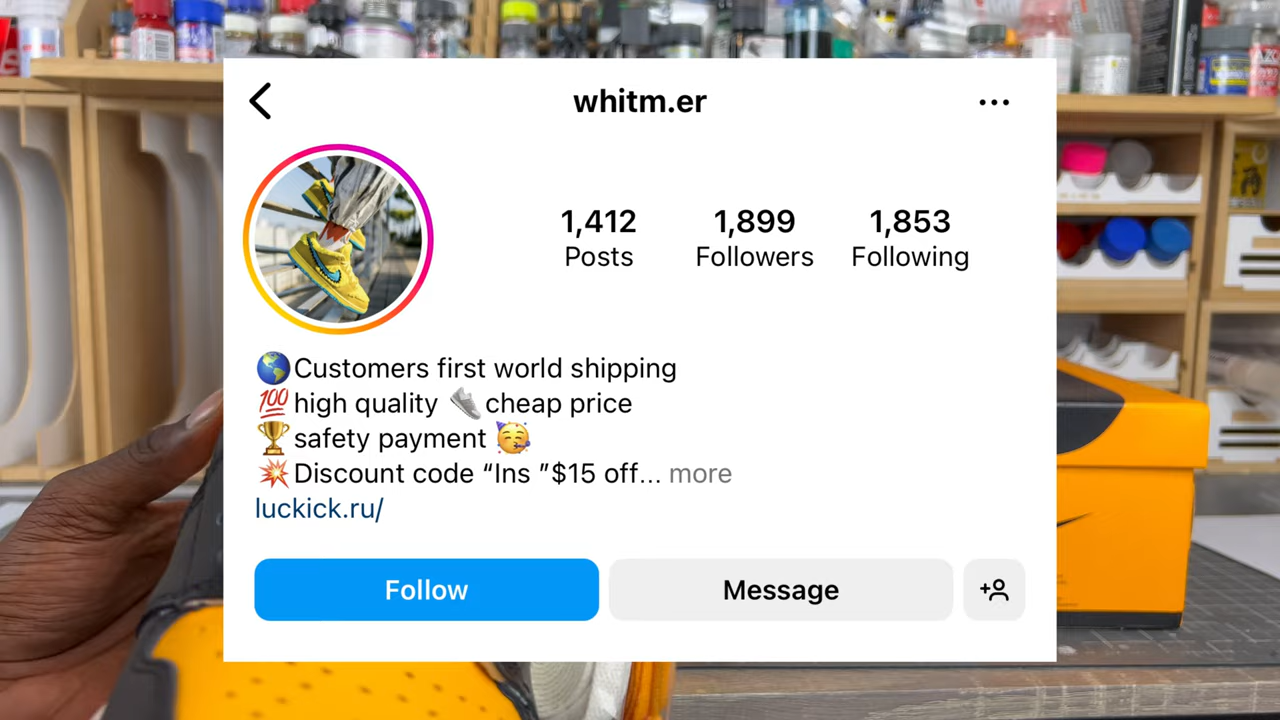 whitm.er
1,412 1,899 1,853
Posts Followers Following
🌎Customers first world shipping
💯high quality 👟cheap price
🏆safety payment 🥳
💥Discount code “Ins ”$15 off... more
luckick.ru/
Follow Message